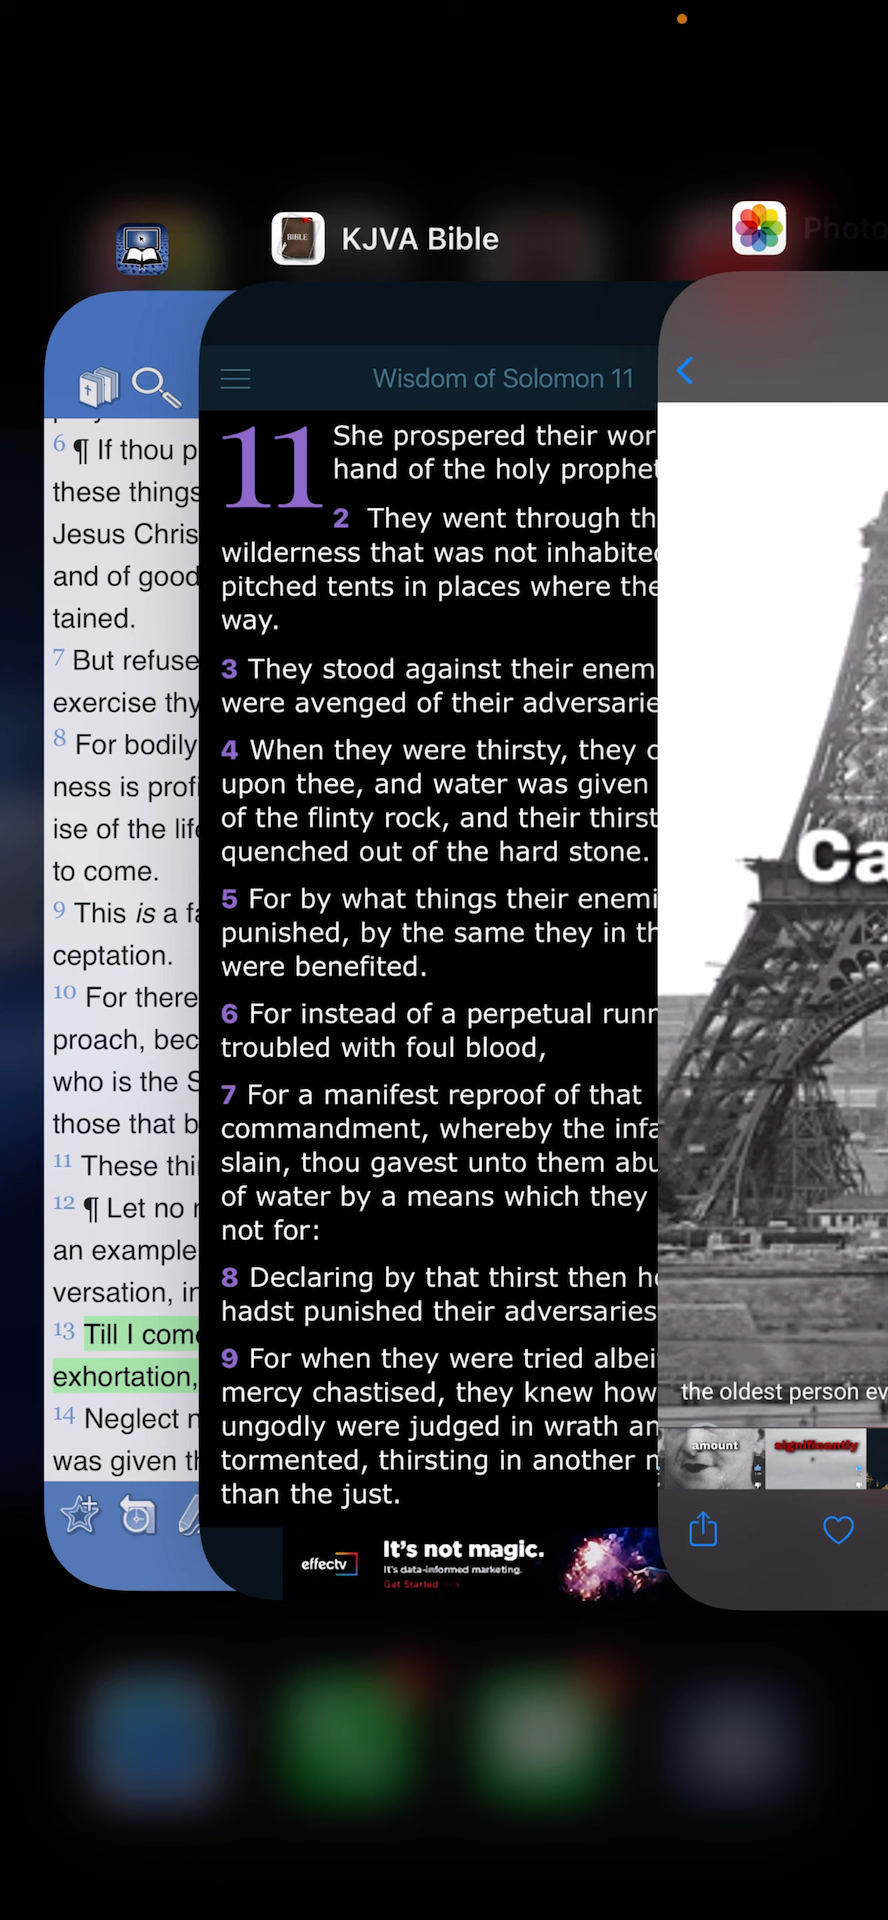 KJVA Bible
Photo
6 ¶ If thou p
these things
Jesus Chris
and of good
tained.
7 But refuse
exercise thy
8 For bodily
ness is profi
ise of the life
to come.
9 This is a fa
ceptation.
10 For there
proach, bec
who is the S
those that b
11 These thi
12 ¶ Let no
an example
versation, in
13 Till I come
exhortation,
14 Neglect n
was given th
Wisdom of Solomon 11
11 She prospered their wor
hand of the holy prophet
2 They went through th
wilderness that was not inhabited
pitched tents in places where the
way.
3 They stood against their enem
were avenged of their adversarie
4 When they were thirsty, they c
upon thee, and water was given
of the flinty rock, and their thirst
quenched out of the hard stone.
5 For by what things their enemi
punished, by the same they in th
were benefited.
6 For instead of a perpetual runn
troubled with foul blood,
7 For a manifest reproof of that
commandment, whereby the infa
slain, thou gavest unto them abu
of water by a means which they
not for:
8 Declaring by that thirst then ho
hadst punished their adversaries
9 For when they were tried albei
mercy chastised, they knew how
ungodly were judged in wrath an
tormented, thirsting in another m
than the just.
effectv
It's not magic.
It's data-informed marketing.
Get Started
BIBLE
Ca
the oldest person ev
amount
significantly